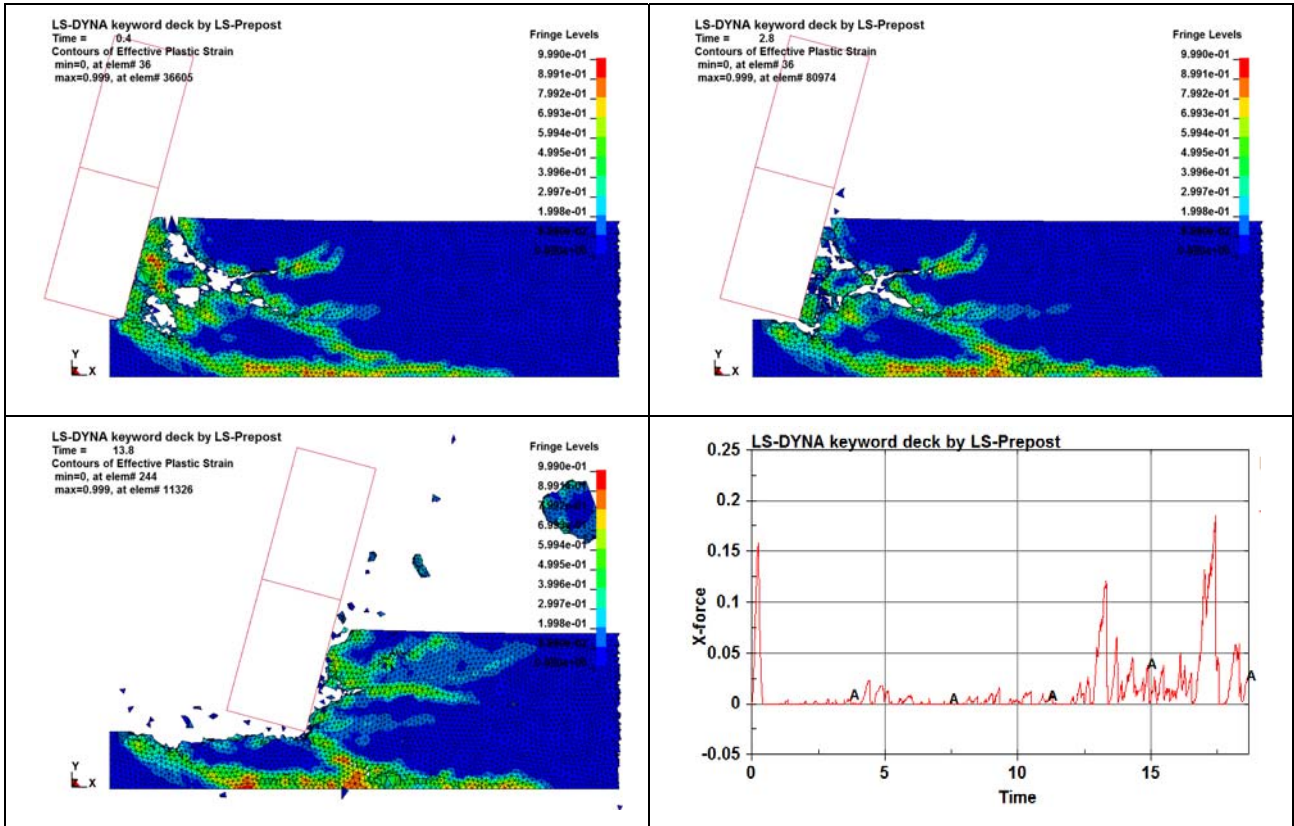 LS-DYNA keyword deck by LS-Prepost
Time = 0.4
Contours of Effective Plastic Strain
min=0, at elem# 36
max=0.999, at elem# 36605
Fringe Levels
9.990e-01
8.991e-01
7.992e-01
6.993e-01
5.994e-01
4.995e-01
3.996e-01
2.997e-01
1.998e-01
Y
X
LS-DYNA keyword deck by LS-Prepost
Time = 2.8
Contours of Effective Plastic Strain
min=0, at elem# 36
max=0.999, at elem# 80974
Fringe Levels
9.990e-01
8.991e-01
7.992e-01
6.993e-01
5.994e-01
4.995e-01
3.996e-01
2.997e-01
1.998e-01
Y
X
LS-DYNA keyword deck by LS-Prepost
Time = 13.8
Contours of Effective Plastic Strain
min=0, at elem# 244
max=0.999, at elem# 11326
Fringe Levels
9.990e-01
8.991e-01
5.994e-01
4.995e-01
3.996e-01
2.997e-01
1.998e-01
Y
X
LS-DYNA keyword deck by LS-Prepost
0.25
0.2
0.15
0.1
0.05
0
-0.05
X-force
A A A A A
0 5 10 15
Time